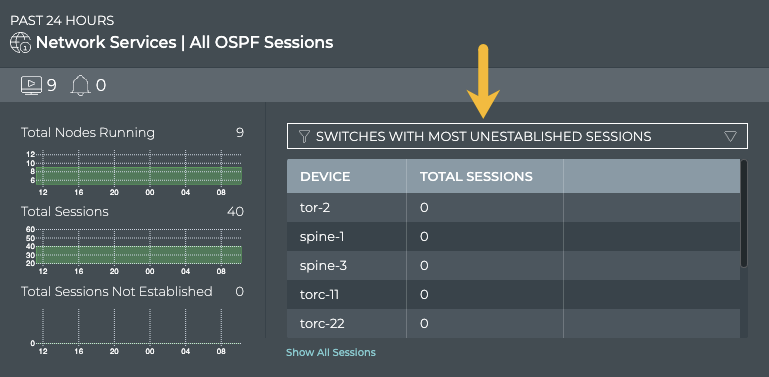 PAST 24 HOURS
1
Network Services | All OSPF Sessions
9 0
Total Nodes Running 9
12
10
8
6
12 16 20 00 04 08
Total Sessions 40
60
50
40
30
20
12 16 20 00 04 08
Total Sessions Not Established 0
0
12 16 20 00 04 08
SWITCHES WITH MOST UNESTABLISHED SESSIONS
DEVICE TOTAL SESSIONS
tor-2 0
spine-1 0
spine-3 0
torc-11 0
torc-22 0
Show All Sessions